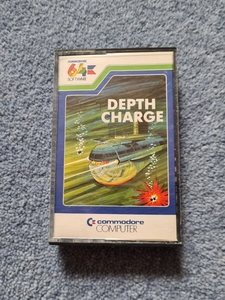 64
SOFTWARE
DEPTH
CHARGE
commodore
COMPUTER